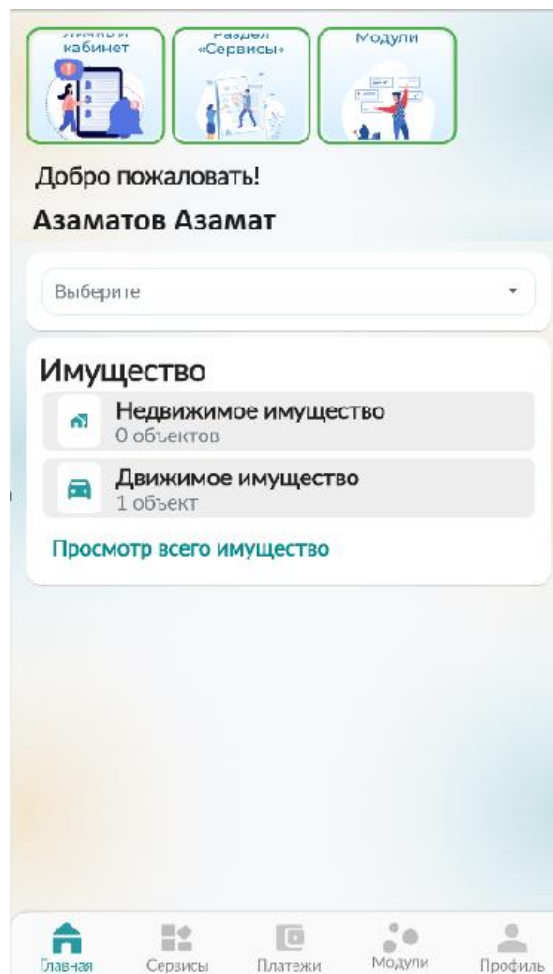 Личный
кабинет
Раздел
«Сервисы»
Модули
Добро пожаловать!
Азаматов Азамат
Выберите
Имущество
Недвижимое имущество
0 объектов
Движимое имущество
1 объект
Просмотр всего имущество
Главная
Сервисы
Платежи
Модули
Профиль